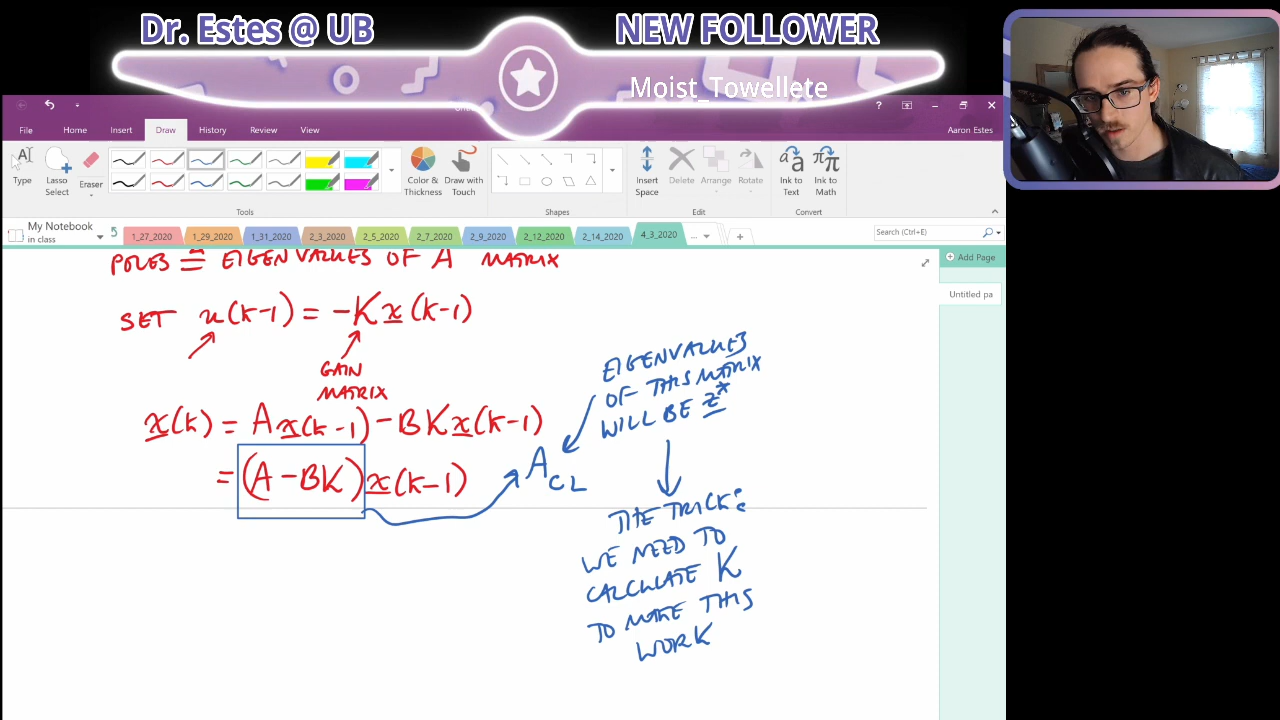 Dr. Estes @ UB
NEW FOLLOWER
Moist_Towellete
File
Home
Insert
Draw
History
Review
View
?
Aaron Estes
Type
Lasso
Select
Eraser
Color &
Thickness
Draw with
Touch
Insert
Space
Delete
Arrange
Rotate
Ink to
Text
Ink to
Math
Tools
Shapes
Edit
Convert
My Notebook
in class
1_27_2020
1_29_2020
1_31_2020
2_3_2020
2_5_2020
2_7_2020
2_9_2020
2_12_2020
2_14_2020
4_3_2020
...
+
Search (Ctrl+E)
Add Page
Untitled pa
POLES ≅ EIGENVALUES OF A MATRIX
SET u(k-1) = -Kx(k-1)
GAIN
MATRIX
x(k) = Ax(k-1) - BKx(k-1)
= (A - BK)x(k-1)
A CL
EIGENVALUES
OF THIS MATRIX
WILL BE z*
THE TRICK:
WE NEED TO
CALCULATE K
TO MAKE THIS
WORK